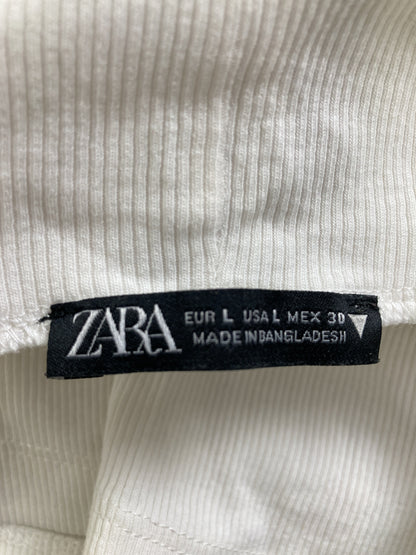 ZARA
EUR L USA L MEX 30
MADE IN BANGLADESH